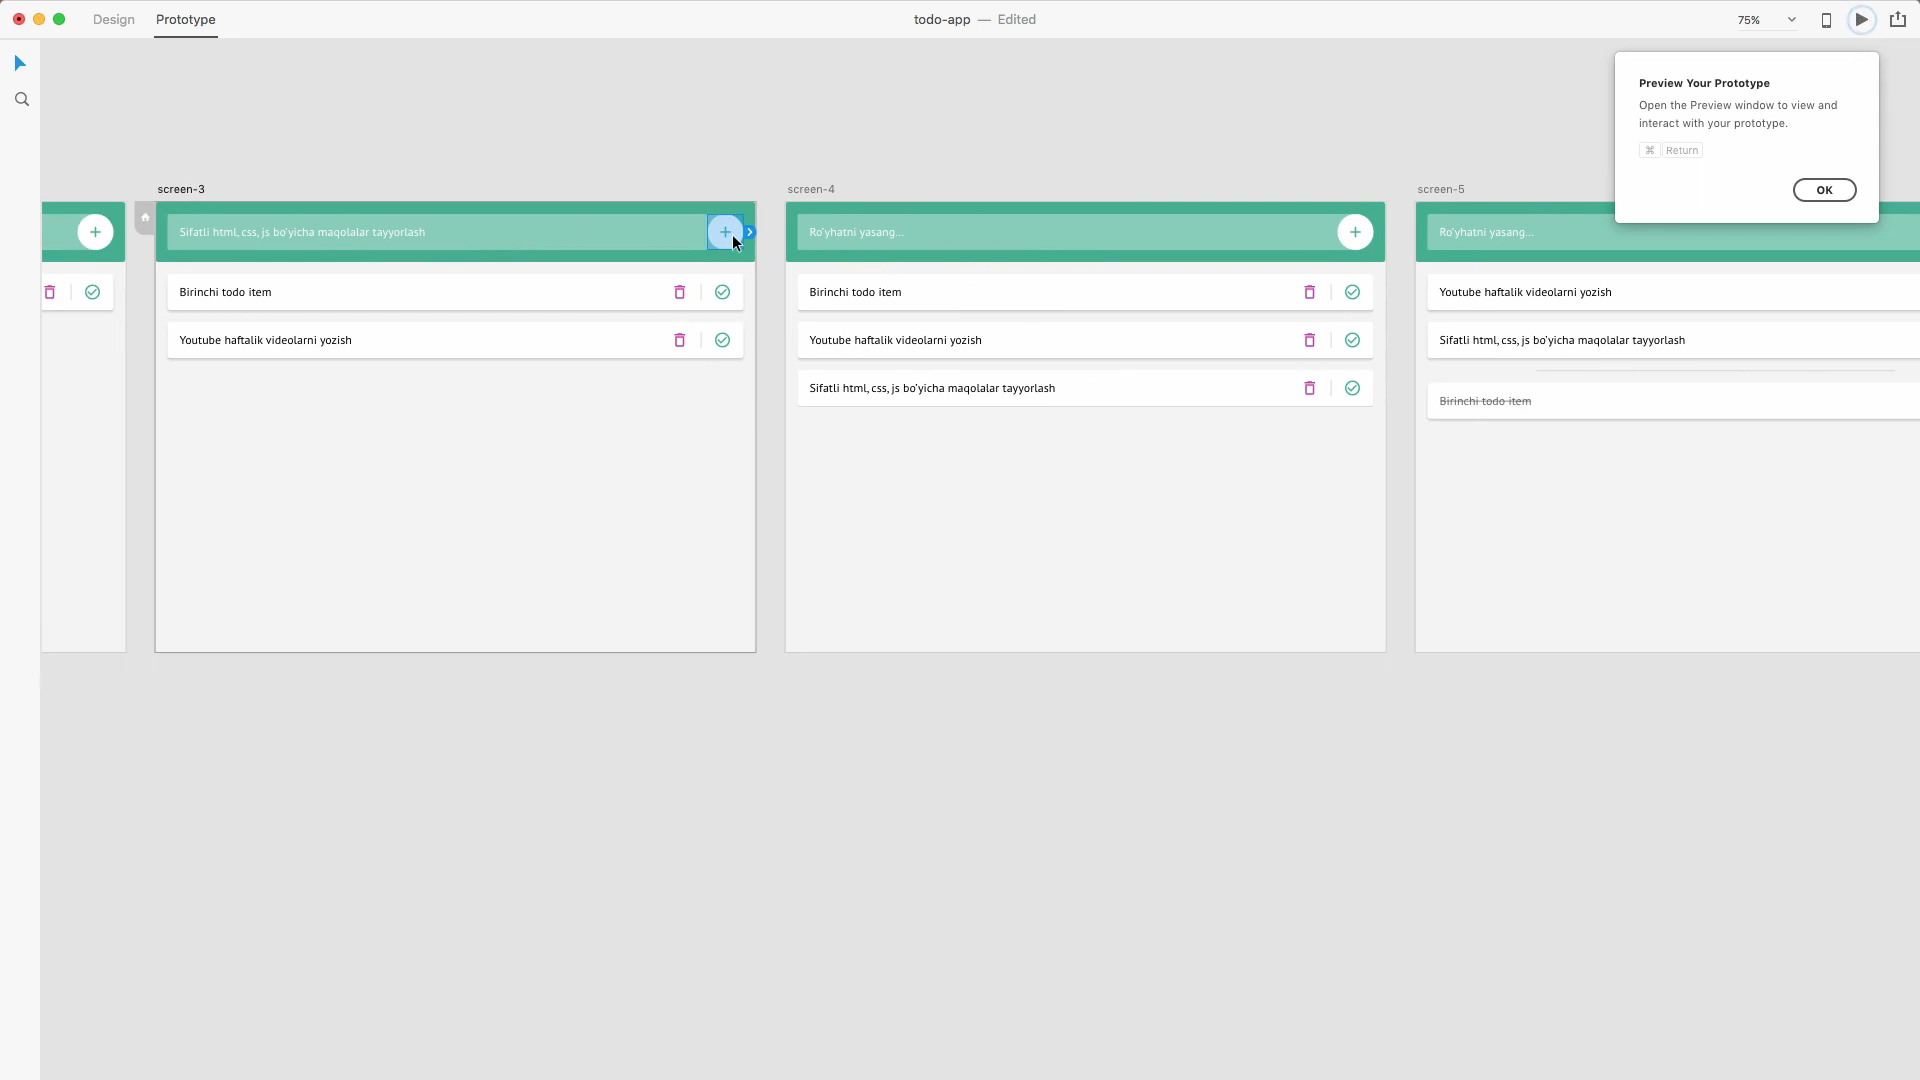 Design
Prototype
todo-app — Edited
75%
Preview Your Prototype
Open the Preview window to view and
interact with your prototype.
⌘ Return
OK
screen-3
Sifatli html, css, js bo'yicha maqolalar tayyorlash
Birinchi todo item
Youtube haftalik videolarni yozish
screen-4
Ro'yhatni yasang...
Birinchi todo item
Youtube haftalik videolarni yozish
Sifatli html, css, js bo'yicha maqolalar tayyorlash
screen-5
Ro'yhatni yasang...
Youtube haftalik videolarni yozish
Sifatli html, css, js bo'yicha maqolalar tayyorlash
Birinchi todo item